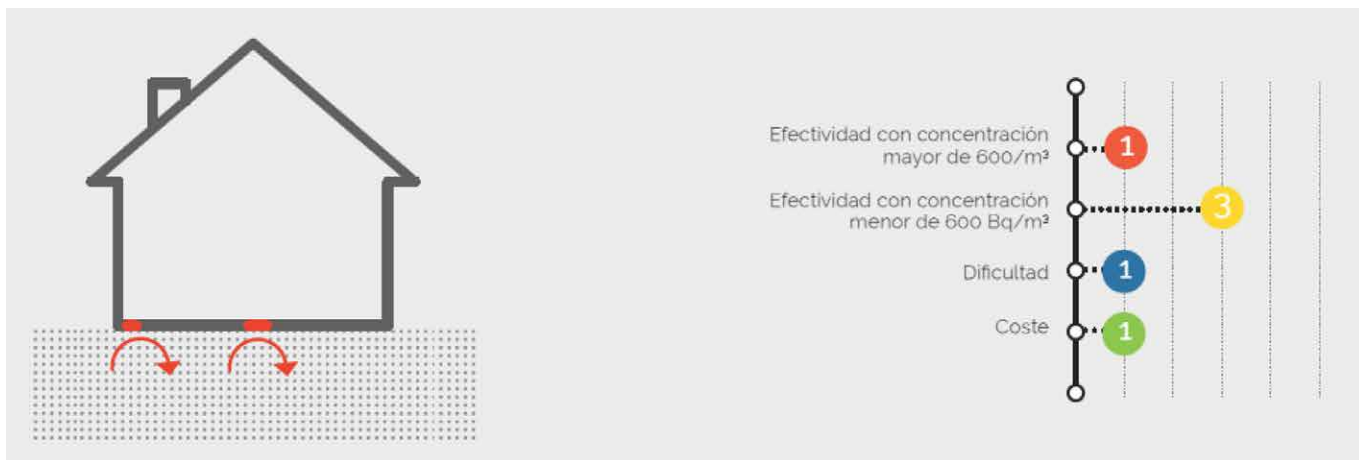 Efectividad con concentración
mayor de 600/m³
1
Efectividad con concentración
menor de 600 Bq/m³
3
Dificultad
1
Coste
1